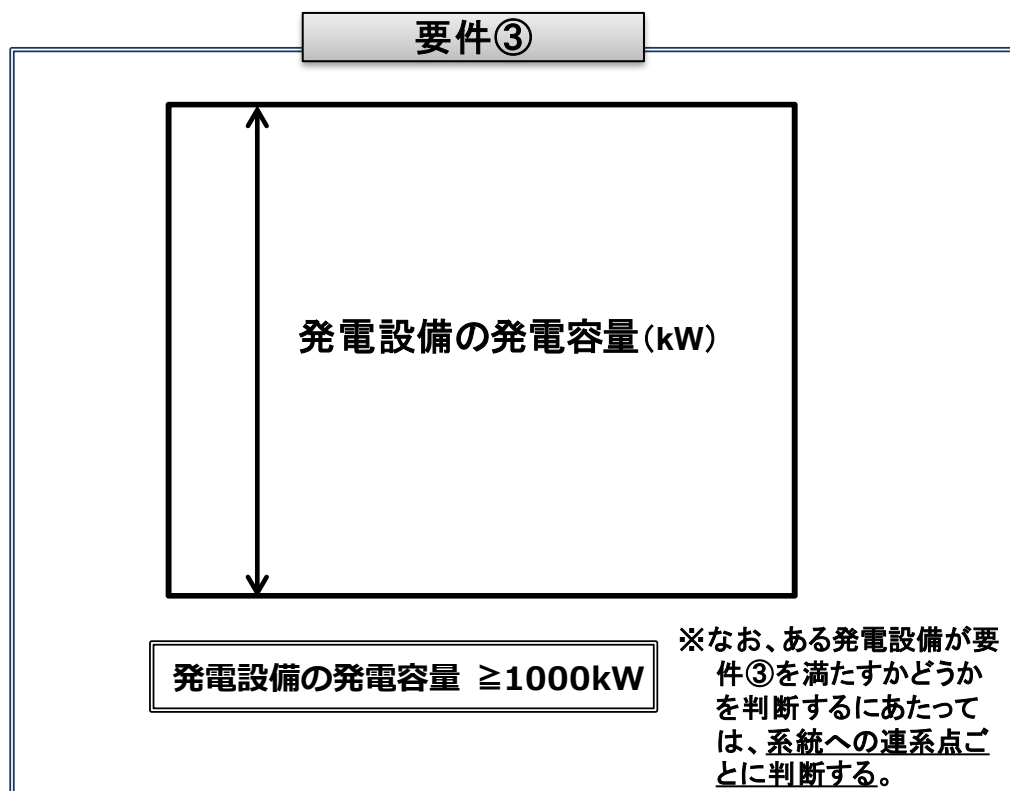 要件③
発電設備の発電容量(kW)
発電設備の発電容量 ≧1000kW
※なお、ある発電設備が要
件③を満たすかどうか
を判断するにあたって
は、系統への連系点ご
とに判断する。